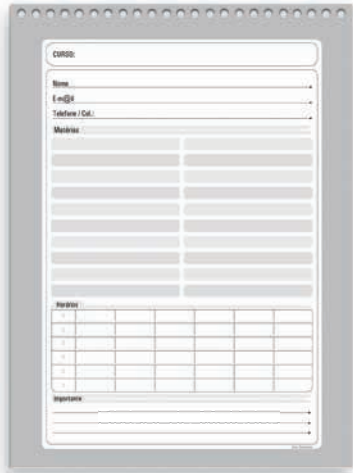 CURSO:
Nome
E-m@il
Telefone / Cel.:
Matérias
Horários
Importante